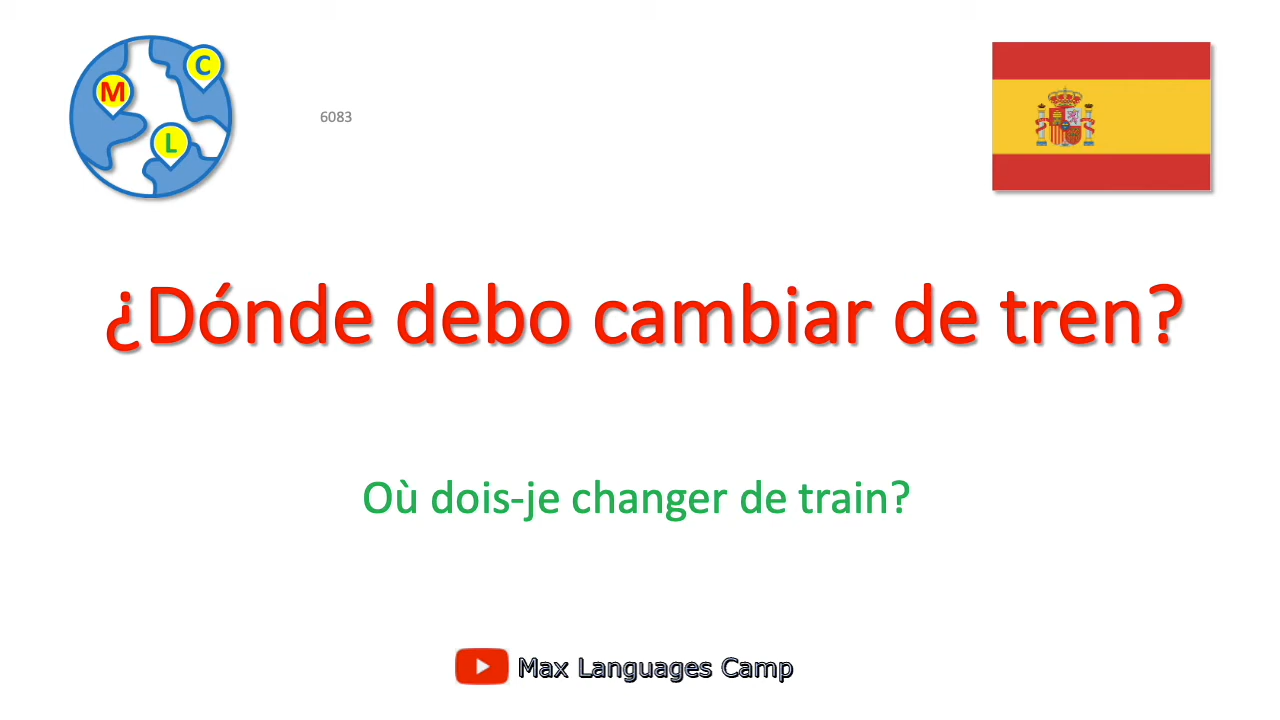 C
M
L
6083
¿Dónde debo cambiar de tren?
Où dois-je changer de train?
Max Languages Camp